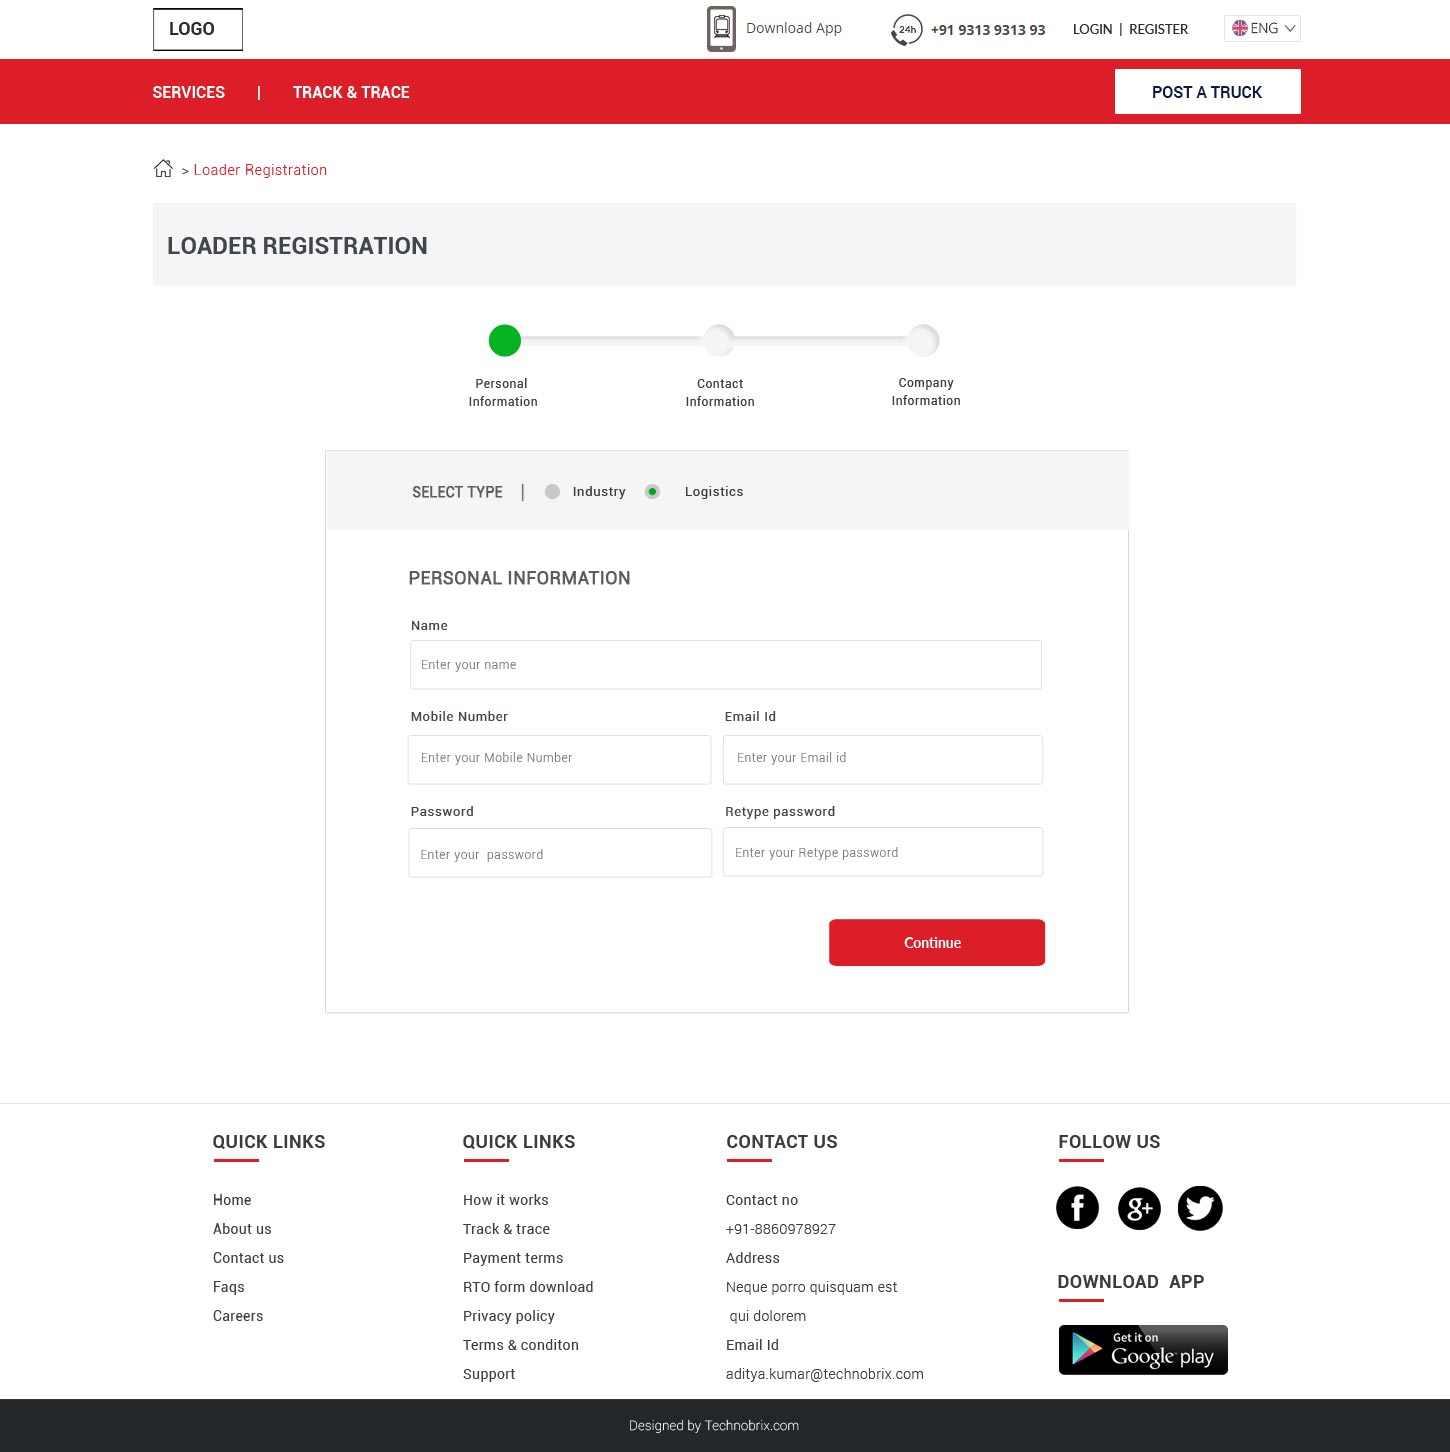 LOGO
Download App
24h
+91 9313 9313 93
LOGIN | REGISTER
ENG
SERVICES | TRACK & TRACE
POST A TRUCK
> Loader Registration
LOADER REGISTRATION
Personal
Information
Contact
Information
Company
Information
SELECT TYPE | Industry Logistics
PERSONAL INFORMATION
Name
Enter your name
Mobile Number
Email Id
Enter your Mobile Number
Enter your Email id
Password
Retype password
Enter your  password
Enter your Retype password
Continue
QUICK LINKS
Home
About us
Contact us
Faqs
Careers
QUICK LINKS
How it works
Track & trace
Payment terms
RTO form download
Privacy policy
Terms & conditon
Support
CONTACT US
Contact no
+91-8860978927
Address
Neque porro quisquam est
qui dolorem
Email Id
aditya.kumar@technobrix.com
FOLLOW US
f g+
DOWNLOAD  APP
Get it on
Google play
Designed by Technobrix.com